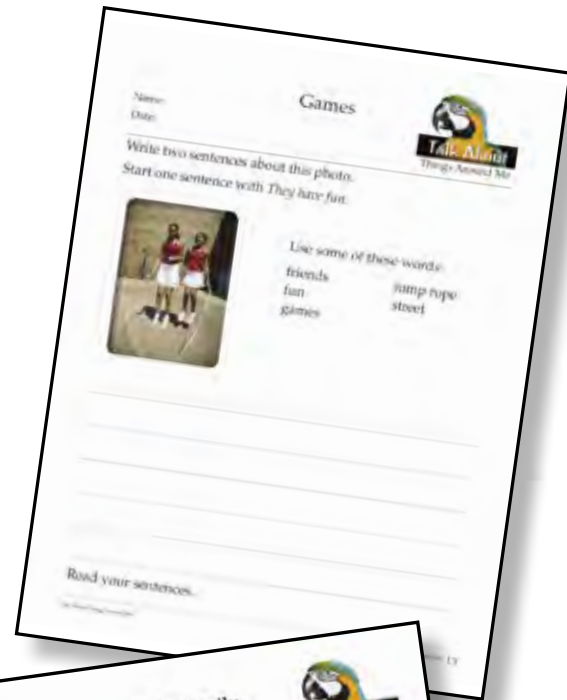 Games
Name:
Date:
Talk About
Things Around Me
Write two sentences about this photo.
Start one sentence with They have fun.
Use some of these words:
friends
fun
games
jump rope
street
Read your sentences.